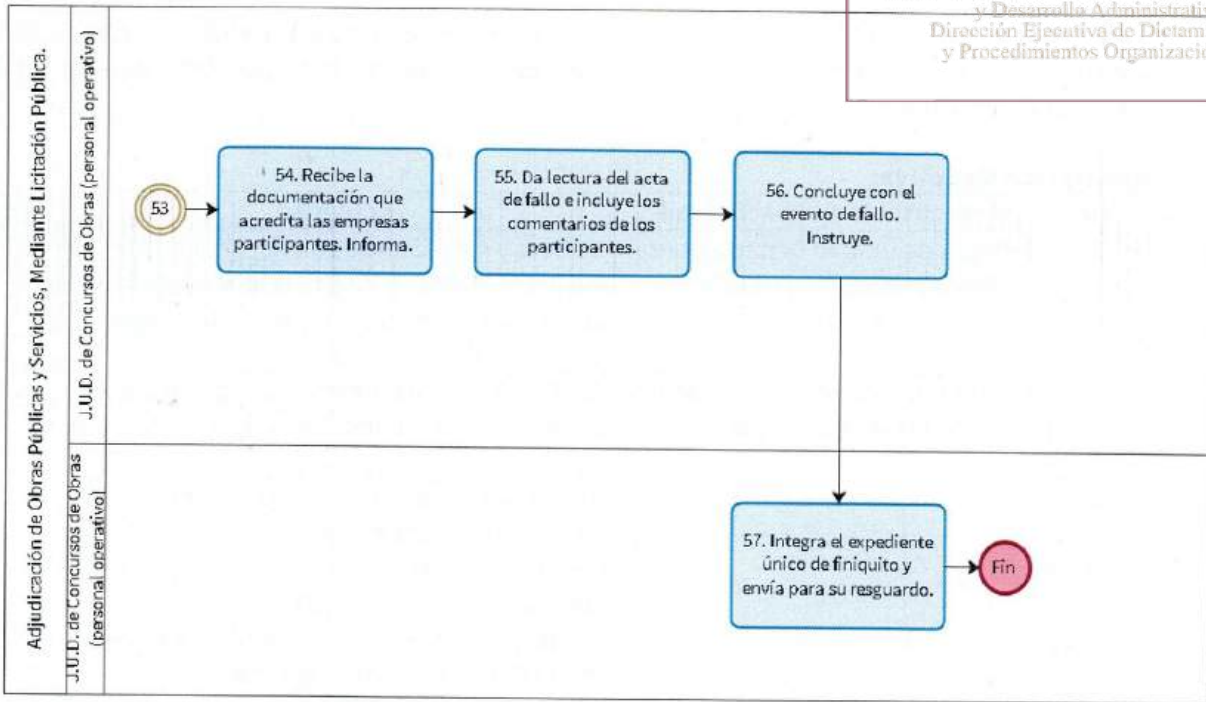 y Desarrollo Administrati
Dirección Ejecutiva de Dictam
y Procedimientos Organizacio
Adjudicación de Obras Públicas y Servicios, Mediante Licitación Pública.
J.U.D. de Concursos de Obras (personal operativo)
53
54. Recibe la
documentación que
acredita las empresas
participantes. Informa.
55. Da lectura del acta
de fallo e incluye los
comentarios de los
participantes.
56. Concluye con el
evento de fallo.
Instruye.
J.U.D. de Concursos de Obras
(personal operativo)
57. Integra el expediente
único de finiquito y
envía para su resguardo.
Fin